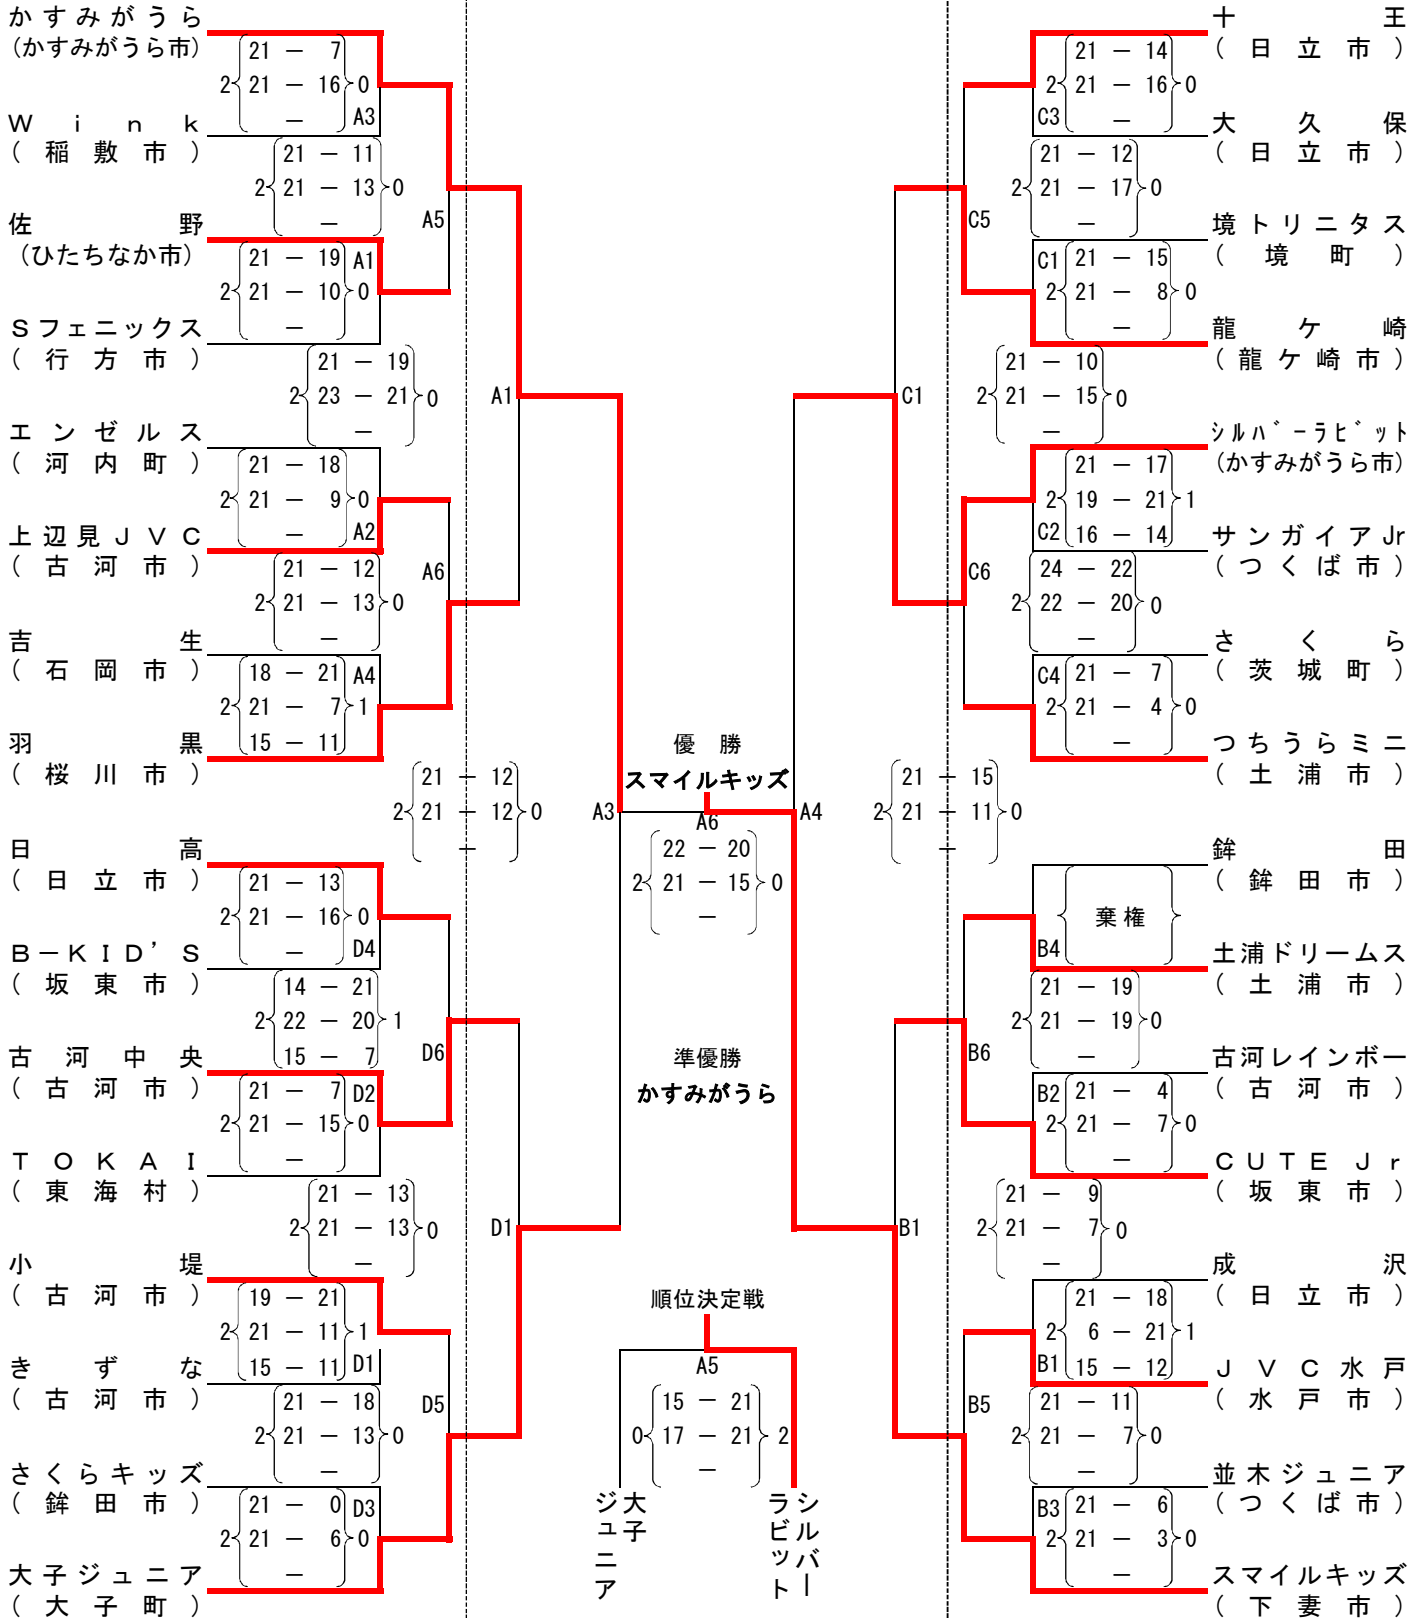 かすみがうら
(かすみがうら市)
21 － 7
2 21 － 16 0
－ A3
Ｗｉｎｋ
(稲敷市)
21 － 11
2 21 － 13 0
－
A5
佐野
(ひたちなか市)
21 － 19 A1
2 21 － 10 0
－
Ｓフェニックス
(行方市)
21 － 19
2 23 － 21 0
－
A1
エンゼルス
(河内町)
21 － 18
2 21 － 9 0
－ A2
上辺見ＪＶＣ
(古河市)
21 － 12
2 21 － 13 0
－
A6
吉生
(石岡市)
18 － 21 A4
2 21 － 7 1
15 － 11
羽黒
(桜川市)
21 － 12
2 21 － 12 0
－
A3
日高
(日立市)
21 － 13
2 21 － 16 0
－ D4
Ｂ－ＫＩＤ’Ｓ
(坂東市)
14 － 21
2 22 － 20 1
15 － 7
D6
古河中央
(古河市)
21 － 7 D2
2 21 － 15 0
－
ＴＯＫＡＩ
(東海村)
21 － 13
2 21 － 13 0
－
D1
小堤
(古河市)
19 － 21
2 21 － 11 1
15 － 11 D1
きずな
(古河市)
21 － 18
2 21 － 13 0
－
D5
さくらキッズ
(鉾田市)
21 － 0 D3
2 21 － 6 0
－
大子ジュニア
(大子町)
優勝
スマイルキッズ
A6
22 － 20
2 21 － 15 0
－
準優勝
かすみがうら
順位決定戦
A5
15 － 21
0 17 － 21 2
－
大子
ジュニア
シルバー
ラビット
十王
(日立市)
21 － 14
2 21 － 16 0
C3 －
大久保
(日立市)
21 － 12
2 21 － 17 0
－
C5
境トリニタス
(境町)
C1 21 － 15
2 21 － 8 0
－
龍ケ崎
(龍ケ崎市)
21 － 10
2 21 － 15 0
－
C1
ｼﾙﾊﾞｰﾗﾋﾞｯﾄ
(かすみがうら市)
21 － 17
2 19 － 21 1
C2 16 － 14
サンガイアJr
(つくば市)
24 － 22
2 22 － 20 0
－
C6
さくら
(茨城町)
C4 21 － 7
2 21 － 4 0
－
つちうらミニ
(土浦市)
21 － 15
2 21 － 11 0
－
A4
鉾田
(鉾田市)
棄権
B4
土浦ドリームス
(土浦市)
21 － 19
2 21 － 19 0
－
B6
古河レインボー
(古河市)
B2 21 － 4
2 21 － 7 0
－
ＣＵＴＥＪｒ
(坂東市)
21 － 9
2 21 － 7 0
－
B1
成沢
(日立市)
21 － 18
2 6 － 21 1
B1 15 － 12
ＪＶＣ水戸
(水戸市)
21 － 11
2 21 － 7 0
－
B5
並木ジュニア
(つくば市)
B3 21 － 6
2 21 － 3 0
－
スマイルキッズ
(下妻市)